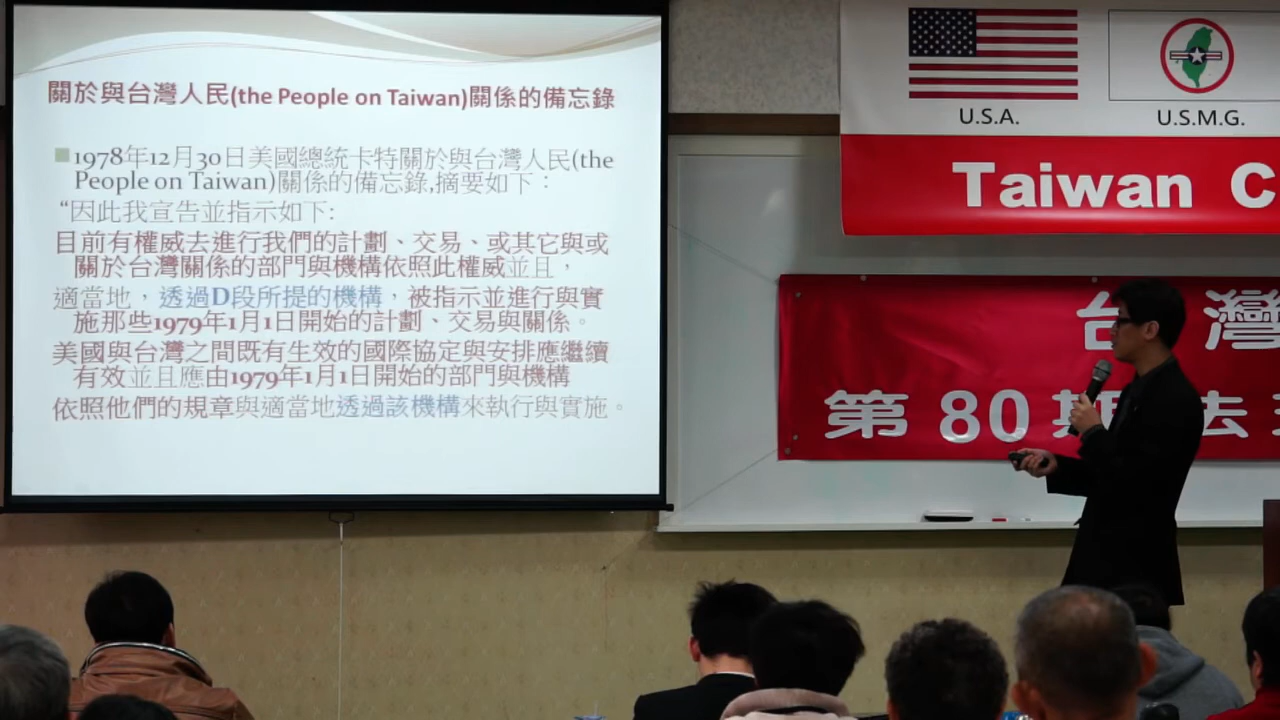 關於與台灣人民(the People on Taiwan)關係的備忘錄
1978年12月30日美國總統卡特關於與台灣人民(the
People on Taiwan)關係的備忘錄,摘要如下：
“因此我宣告並指示如下:
目前有權威去進行我們的計劃、交易、或其它與或
關於台灣關係的部門與機構依照此權威並且，
適當地，透過D段所提的機構，被指示並進行與實
施那些1979年1月1日開始的計劃、交易與關係。
美國與台灣之間既有生效的國際協定與安排應繼續
有效並且應由1979年1月1日開始的部門與機構
依照他們的規章與適當地透過該機構來執行與實施。
U.S.A.
U.S.M.G.
Taiwan C
台灣
第80期法